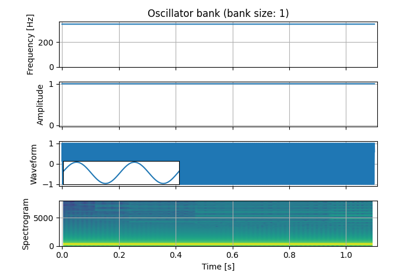 Oscillator bank (bank size: 1)
Frequency [Hz]
200
0
Amplitude
1
0
Waveform
1
0
−1
Spectrogram
5000
0
0.0 0.2 0.4 0.6 0.8 1.0
Time [s]